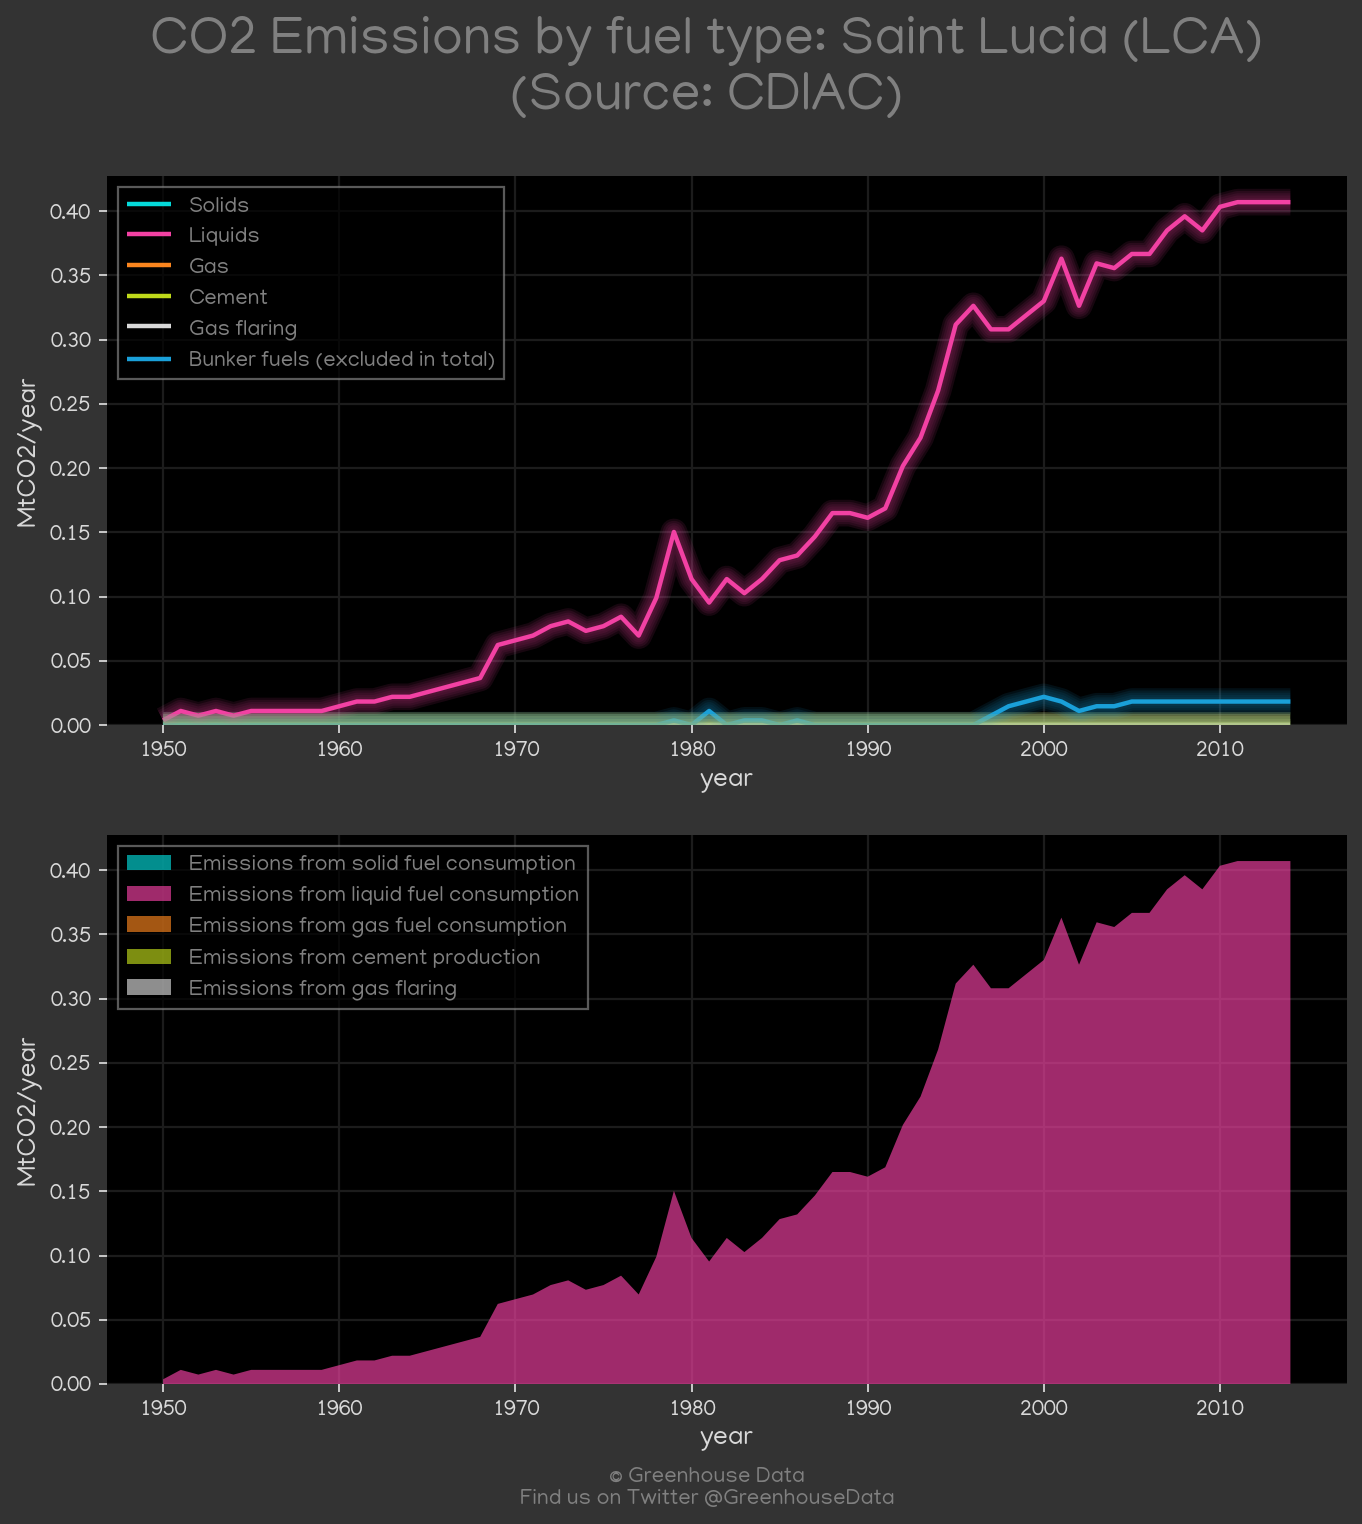 CO2 Emissions by fuel type: Saint Lucia (LCA)
(Source: CDIAC)
Solids
Liquids
Gas
Cement
Gas flaring
Bunker fuels (excluded in total)
MtCO2/year
0.40
0.35
0.30
0.25
0.20
0.15
0.10
0.05
0.00
1950 1960 1970 1980 1990 2000 2010
year
Emissions from solid fuel consumption
Emissions from liquid fuel consumption
Emissions from gas fuel consumption
Emissions from cement production
Emissions from gas flaring
MtCO2/year
0.40
0.35
0.30
0.25
0.20
0.15
0.10
0.05
0.00
1950 1960 1970 1980 1990 2000 2010
year
© Greenhouse Data
Find us on Twitter @GreenhouseData